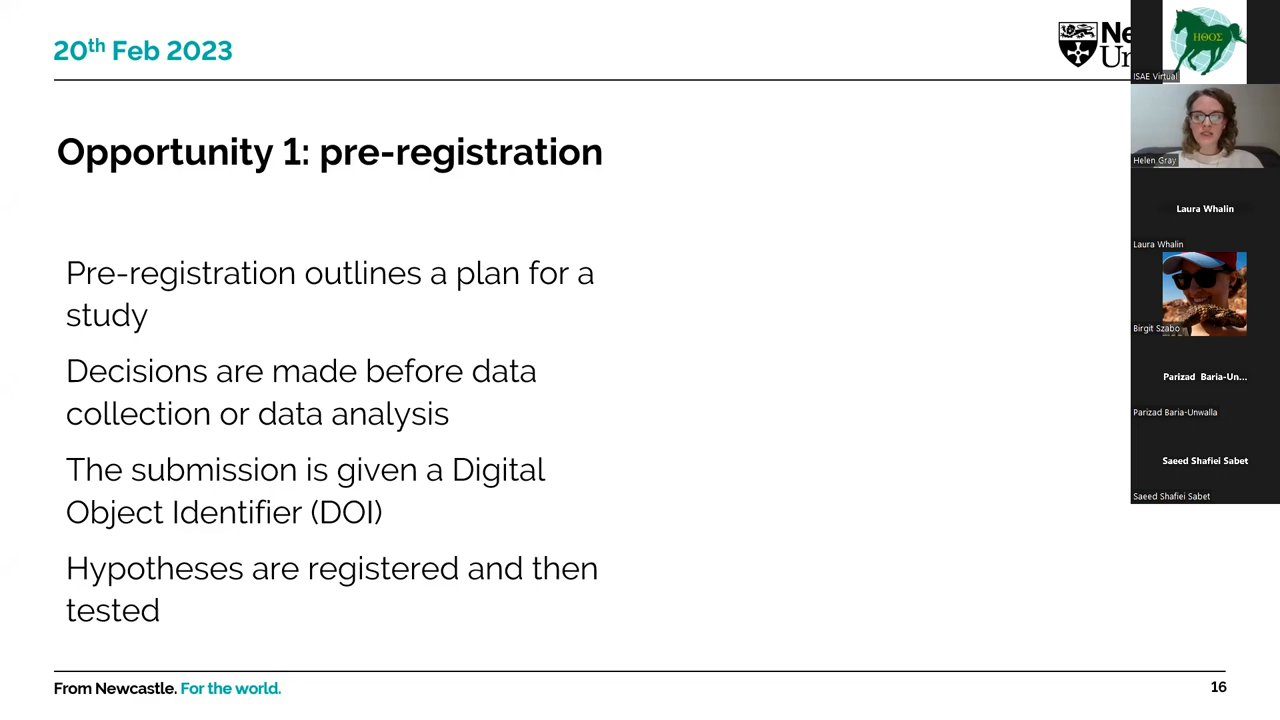 20th Feb 2023
Ne
Un
ΗΘΟΣ
ISAE Virtual
Opportunity 1: pre-registration
Helen Gray
Laura Whalin
Laura Whalin
Pre-registration outlines a plan for a
study
Birgit Szabo
Decisions are made before data
collection or data analysis
Parizad Baria-Un...
Parizad Baria-Unwalla
The submission is given a Digital
Object Identifier (DOI)
Saeed Shafiei Sabet
Saeed Shafiei Sabet
Hypotheses are registered and then
tested
From Newcastle. For the world.
16